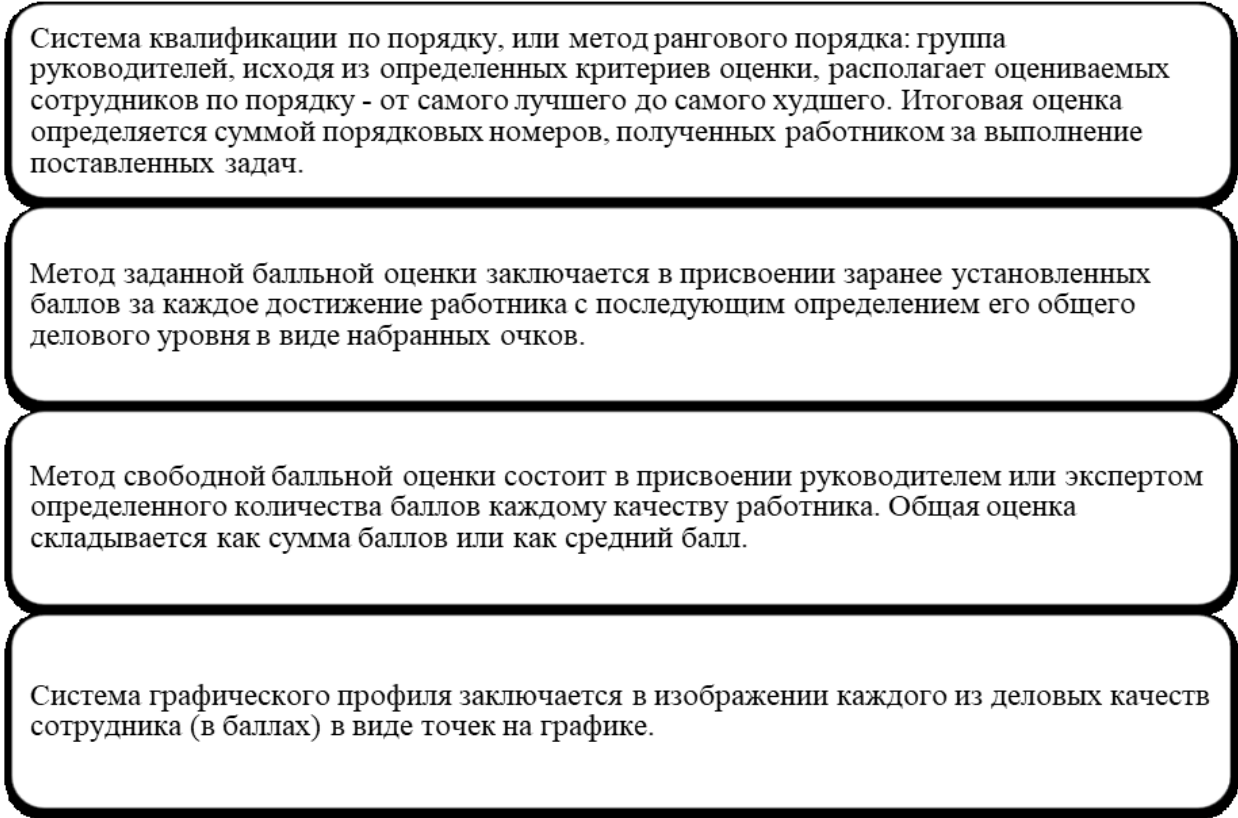 Система квалификации по порядку, или метод рангового порядка: группа
руководителей, исходя из определенных критериев оценки, располагает оцениваемых
сотрудников по порядку - от самого лучшего до самого худшего. Итоговая оценка
определяется суммой порядковых номеров, полученных работником за выполнение
поставленных задач.
Метод заданной балльной оценки заключается в присвоении заранее установленных
баллов за каждое достижение работника с последующим определением его общего
делового уровня в виде набранных очков.
Метод свободной балльной оценки состоит в присвоении руководителем или экспертом
определенного количества баллов каждому качеству работника. Общая оценка
складывается как сумма баллов или как средний балл.
Система графического профиля заключается в изображении каждого из деловых качеств
сотрудника (в баллах) в виде точек на графике.